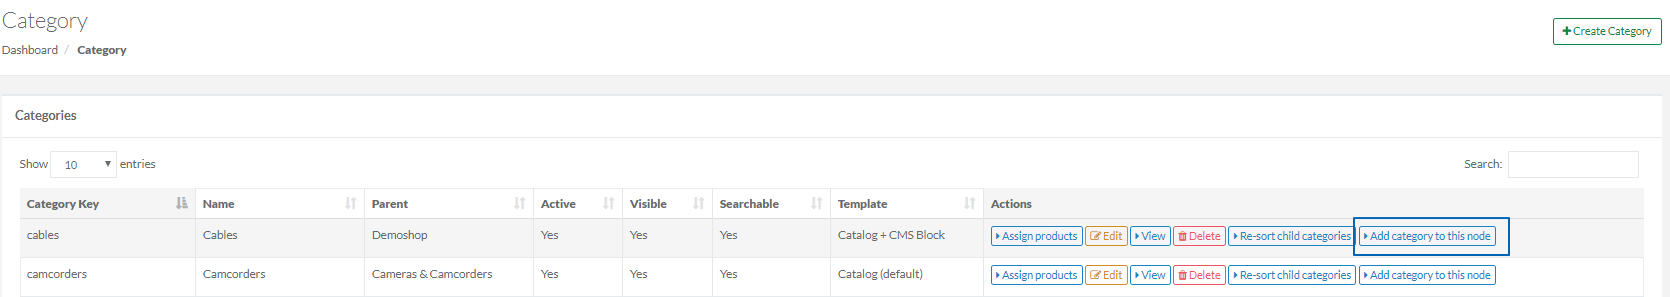 Category
Dashboard / Category
Create Category
Categories
Show 10 entries
Search:
Category Key Name Parent Active Visible Searchable Template Actions
cables Cables Demoshop Yes Yes Yes Catalog + CMS Block Assign products Edit View Delete Re-sort child categories Add category to this node
camcorders Camcorders Cameras & Camcorders Yes Yes Yes Catalog (default) Assign products Edit View Delete Re-sort child categories Add category to this node